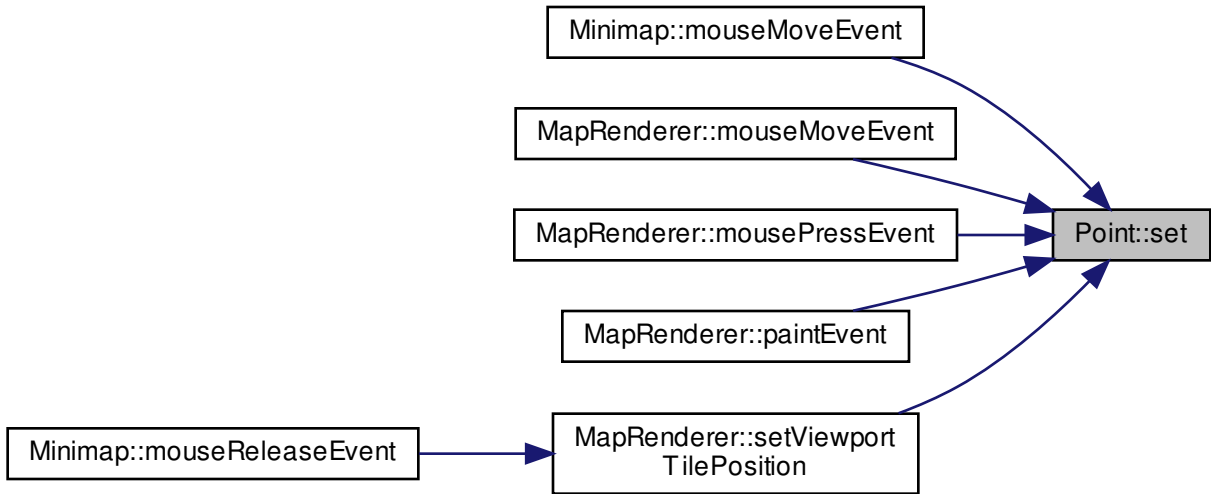 Minimap::mouseMoveEvent
MapRenderer::mouseMoveEvent
MapRenderer::mousePressEvent
Point::set
MapRenderer::paintEvent
MapRenderer::setViewport
TilePosition
Minimap::mouseReleaseEvent